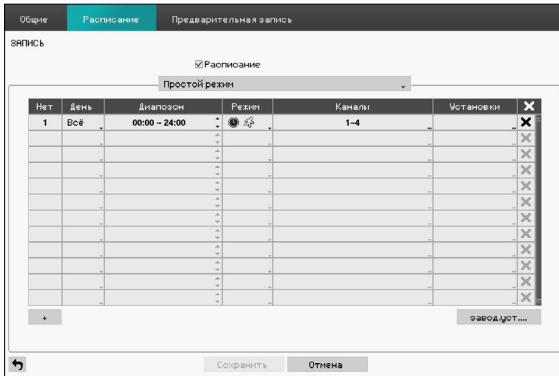 Общие Расписание Предварительная запись
ЗАПИСЬ
Расписание
Простой режим
Нет День Диапазон Режим Каналы Установки
1 Всё 00:00 ~ 24:00 1~4
+ завод.уст....
Сохранить Отмена